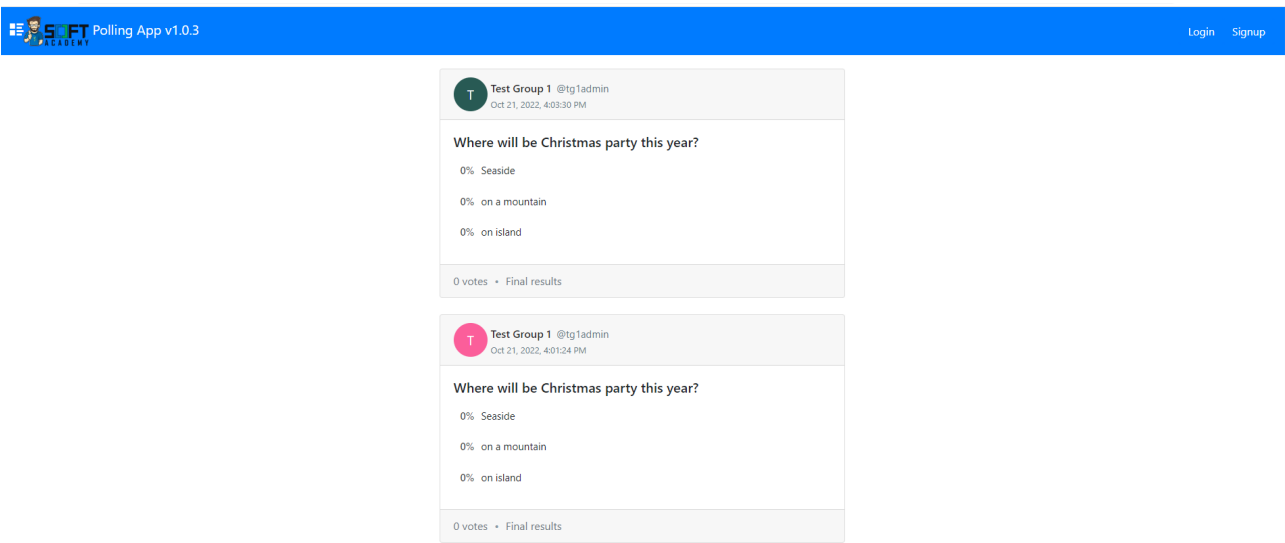 SOFT
ACADEMY
Polling App v1.0.3
Login Signup
T
Test Group 1 @tg1admin
Oct 21, 2022, 4:03:30 PM
Where will be Christmas party this year?
0% Seaside
0% on a mountain
0% on island
0 votes • Final results
T
Test Group 1 @tg1admin
Oct 21, 2022, 4:01:24 PM
Where will be Christmas party this year?
0% Seaside
0% on a mountain
0% on island
0 votes • Final results